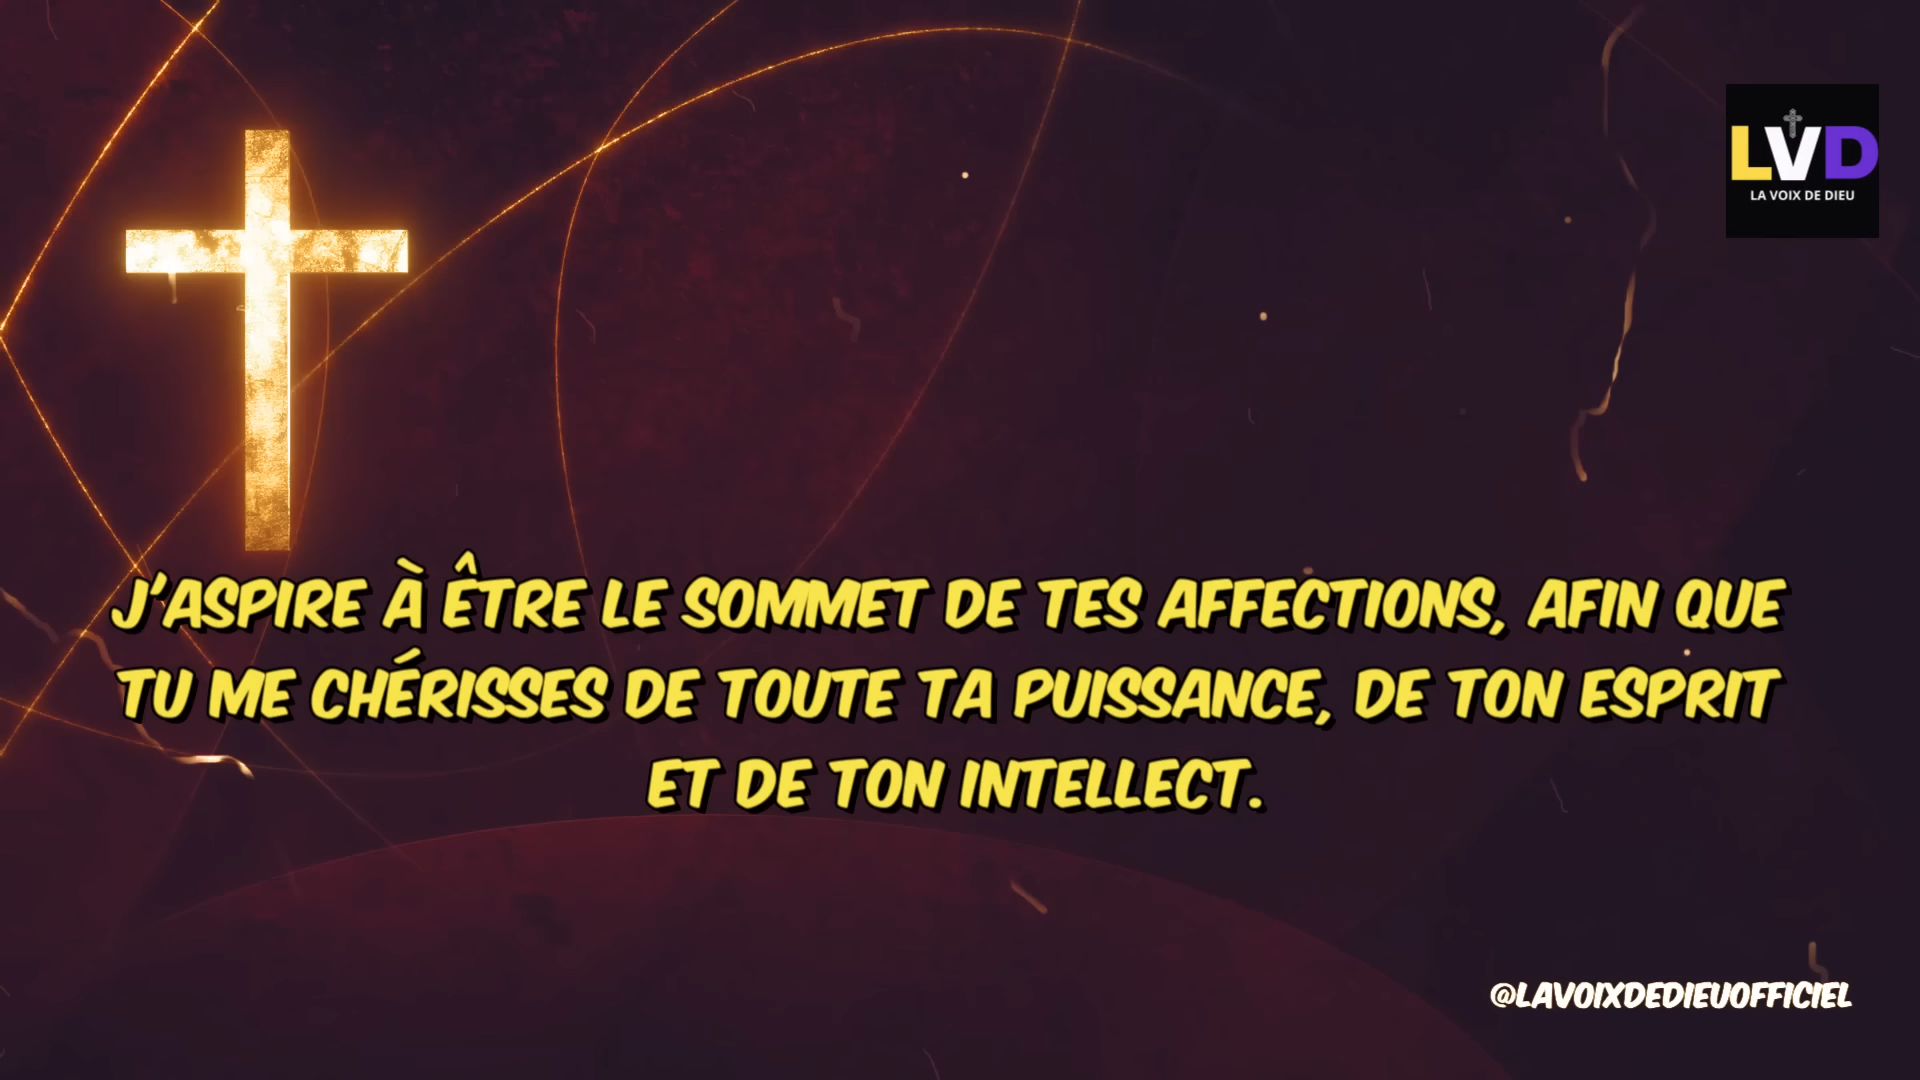 LVD
LA VOIX DE DIEU
J'ASPIRE À ÊTRE LE SOMMET DE TES AFFECTIONS, AFIN QUE
TU ME CHÉRISSES DE TOUTE TA PUISSANCE, DE TON ESPRIT
ET DE TON INTELLECT.
@LAVOIXDEDIEUOFFICIEL